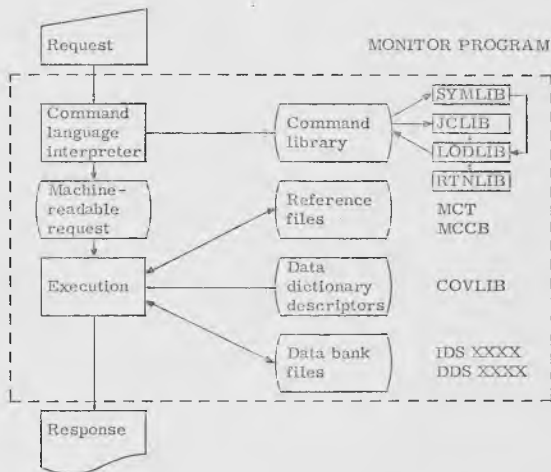 Request
MONITOR PROGRAM
Command
language
interpreter
Command
library
SYMLIB
JCLIB
LODLIB
RTNLIB
Machine-
readable
request
Reference
files
MCT
MCCB
Execution
Data
dictionary
descriptors
COVLIB
Data bank
files
IDS XXXX
DDS XXXX
Response